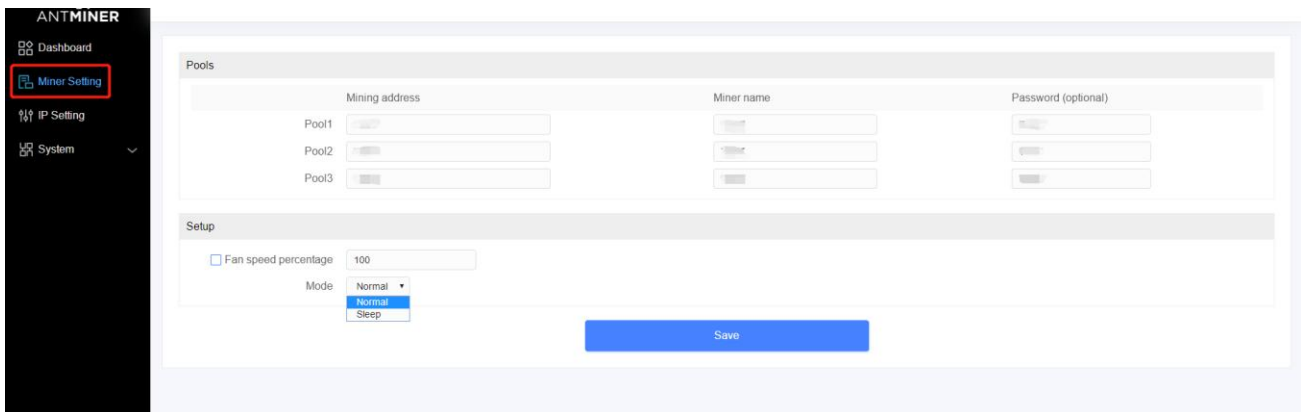 ANTMINER
Dashboard
Miner Setting
IP Setting
System
Pools
Mining address Miner name Password (optional)
Pool1
Pool2
Pool3
Setup
Fan speed percentage 100
Mode Normal
Normal
Sleep
Save